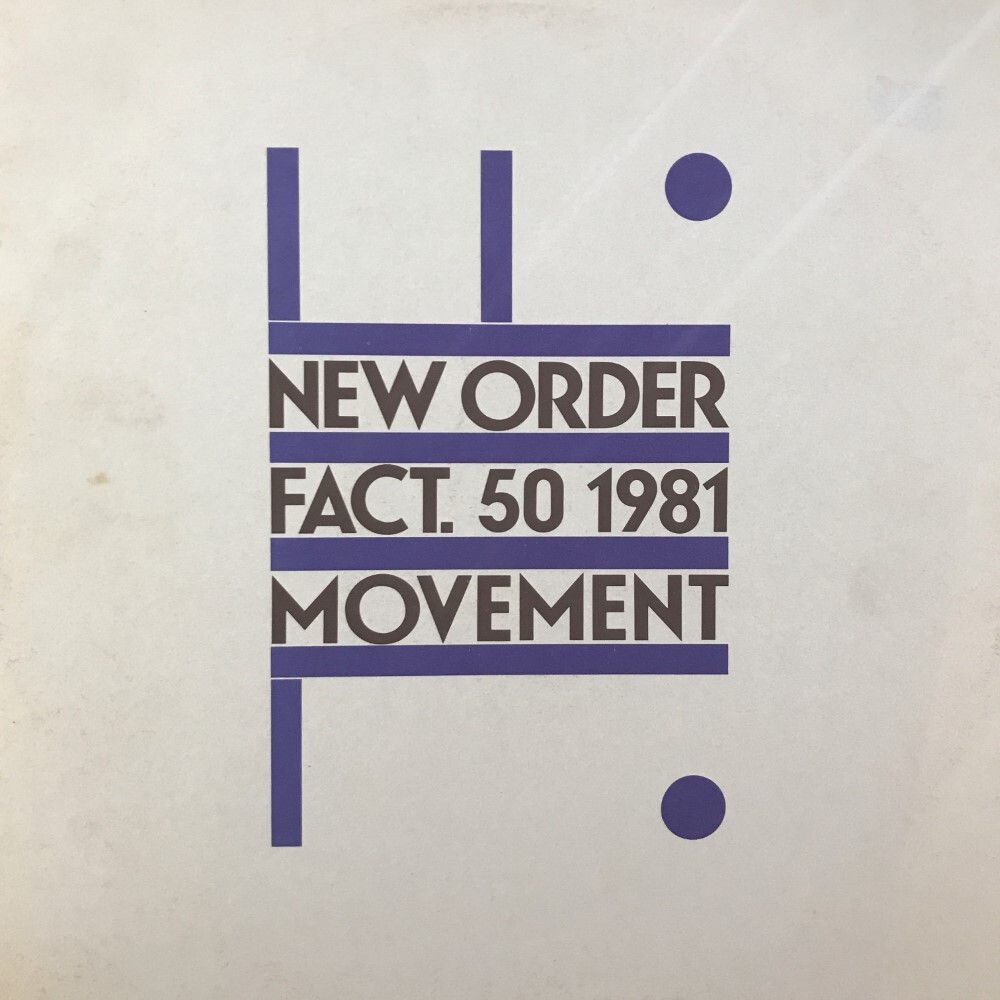 NEW ORDER
FACT. 50 1981
MOVEMENT